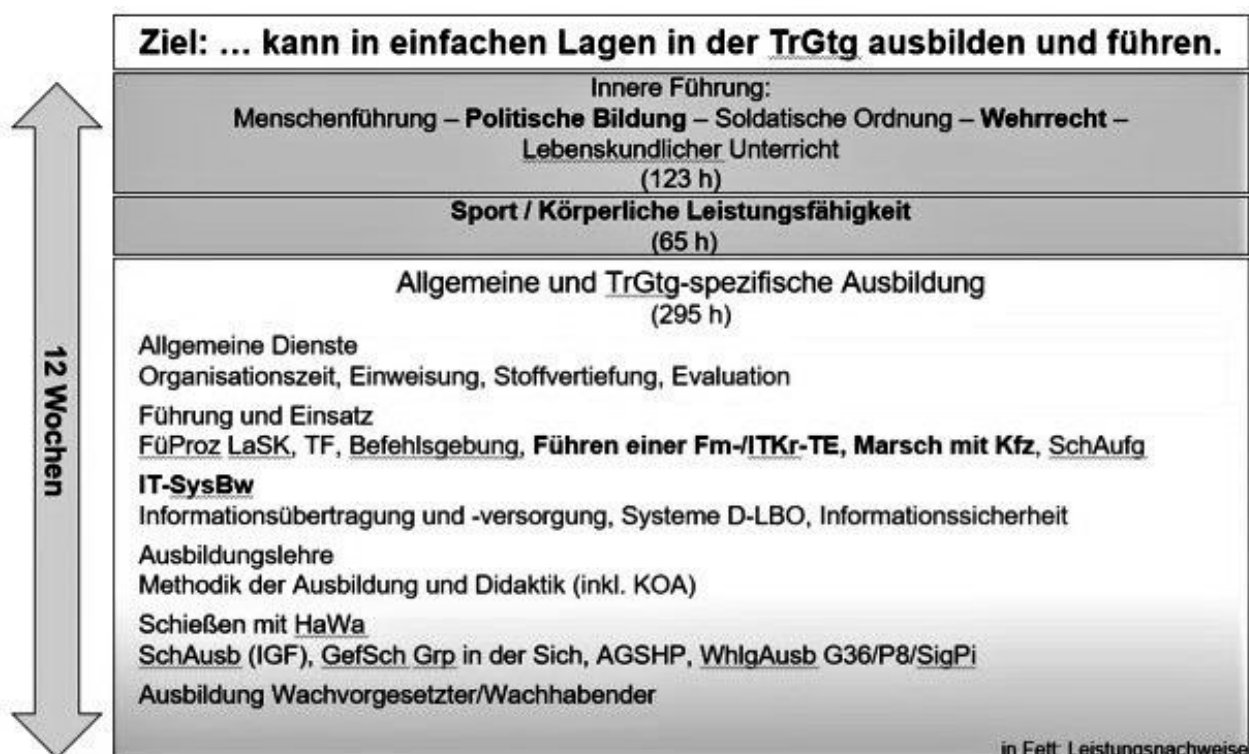 Ziel: … kann in einfachen Lagen in der TrGtg ausbilden und führen.
Innere Führung:
Menschenführung – Politische Bildung – Soldatische Ordnung – Wehrrecht –
Lebenskundlicher Unterricht
(123 h)
Sport / Körperliche Leistungsfähigkeit
(65 h)
12 Wochen
Allgemeine und TrGtg-spezifische Ausbildung
(295 h)
Allgemeine Dienste
Organisationszeit, Einweisung, Stoffvertiefung, Evaluation
Führung und Einsatz
FüProz LaSK, TF, Befehlsgebung, Führen einer Fm-/ITKr-TE, Marsch mit Kfz, SchAufg
IT-SysBw
Informationsübertragung und -versorgung, Systeme D-LBO, Informationssicherheit
Ausbildungslehre
Methodik der Ausbildung und Didaktik (inkl. KOA)
Schießen mit HaWa
SchAusb (IGF), GefSch Grp in der Sich, AGSHP, WhlgAusb G36/P8/SigPi
Ausbildung Wachvorgesetzter/Wachhabender
in Fett: Leistungsnachweise